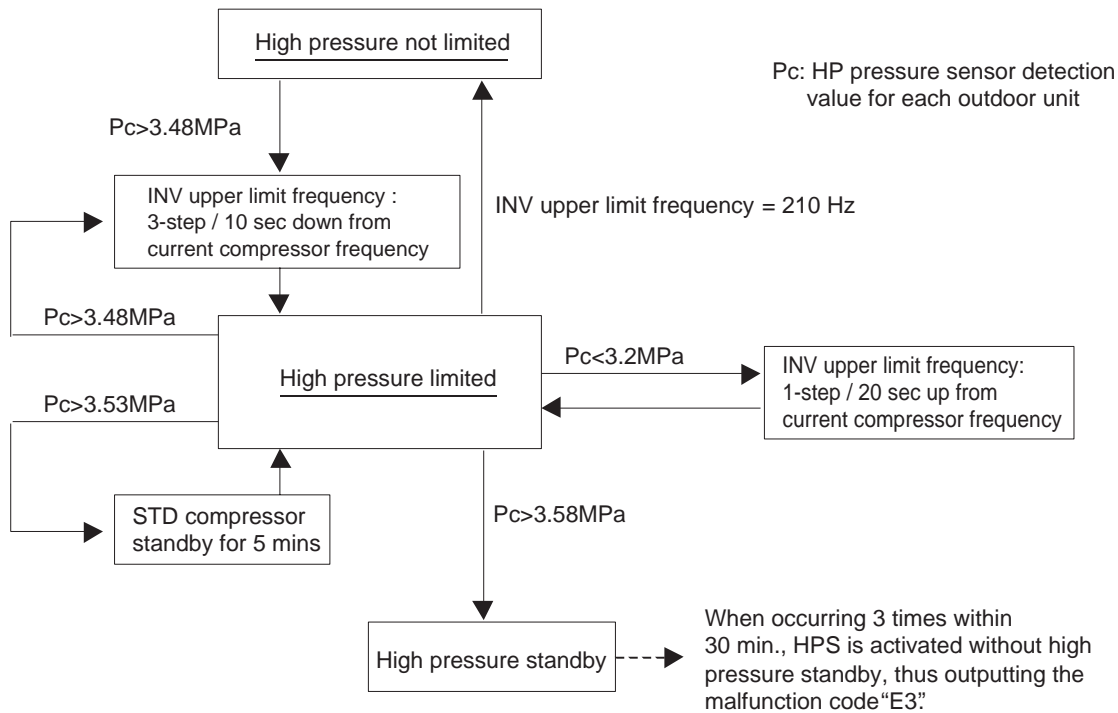 High pressure not limited
Pc: HP pressure sensor detection
value for each outdoor unit
Pc>3.48MPa
INV upper limit frequency :
3-step / 10 sec down from
current compressor frequency
INV upper limit frequency = 210 Hz
Pc>3.48MPa
High pressure limited
Pc<3.2MPa
INV upper limit frequency:
1-step / 20 sec up from
current compressor frequency
Pc>3.53MPa
STD compressor
standby for 5 mins
Pc>3.58MPa
High pressure standby
When occurring 3 times within
30 min., HPS is activated without high
pressure standby, thus outputting the
malfunction code “E3”.